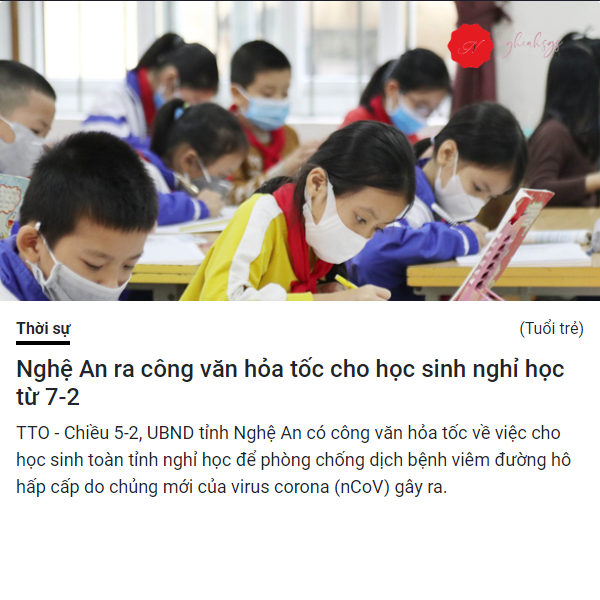 Thời sự
(Tuổi trẻ)
Nghệ An ra công văn hỏa tốc cho học sinh nghỉ học
từ 7-2
TTO - Chiều 5-2, UBND tỉnh Nghệ An có công văn hỏa tốc về việc cho
học sinh toàn tỉnh nghỉ học để phòng chống dịch bệnh viêm đường hô
hấp cấp do chủng mới của virus corona (nCoV) gây ra.